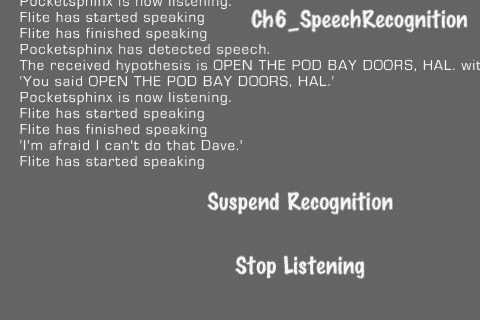 Pocketsphinx is now listening.
Flite has started speaking
Flite has finished speaking
Pocketsphinx has detected speech.
The received hypothesis is OPEN THE POD BAY DOORS, HAL. wit
'You said OPEN THE POD BAY DOORS, HAL.'
Pocketsphinx is now listening.
Flite has started speaking
Flite has finished speaking
'I'm afraid I can't do that Dave.'
Flite has started speaking
Ch6_SpeechRecognition
Suspend Recognition
Stop Listening